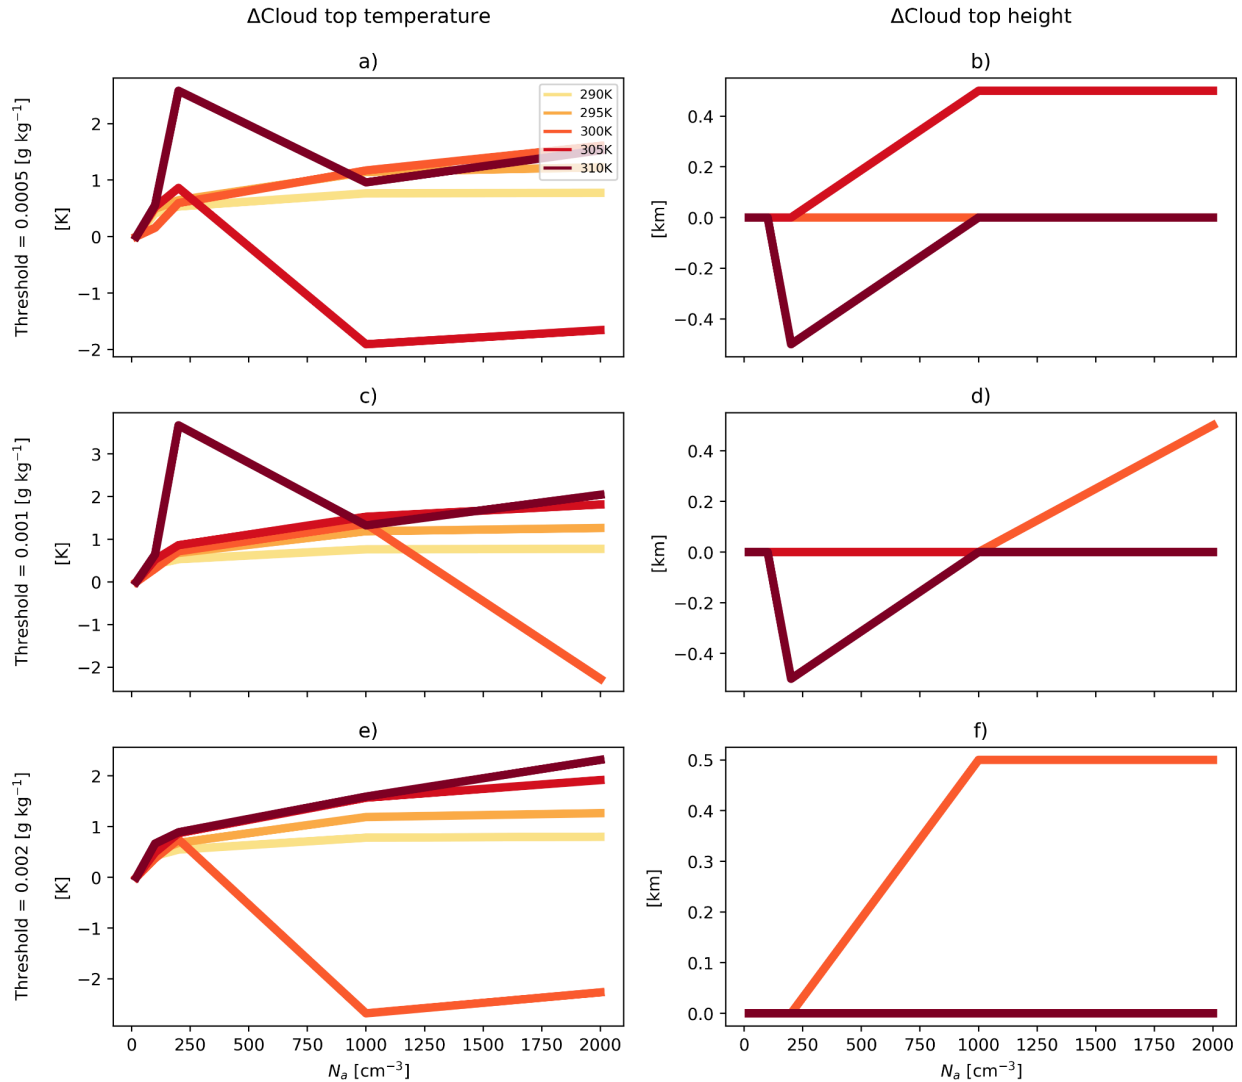 ΔCloud top temperature
ΔCloud top height
a)
b)
Threshold = 0.0005 [g kg⁻¹]
[K]
2
1
0
−1
−2
290K
295K
300K
305K
310K
[km]
0.4
0.2
0.0
−0.2
−0.4
c)
d)
Threshold = 0.001 [g kg⁻¹]
[K]
3
2
1
0
−1
−2
[km]
0.4
0.2
0.0
−0.2
−0.4
e)
f)
Threshold = 0.002 [g kg⁻¹]
[K]
2
1
0
−1
−2
[km]
0.5
0.4
0.3
0.2
0.1
0.0
0 250 500 750 1000 1250 1500 1750 2000
0 250 500 750 1000 1250 1500 1750 2000
Nₐ [cm⁻³]
Nₐ [cm⁻³]